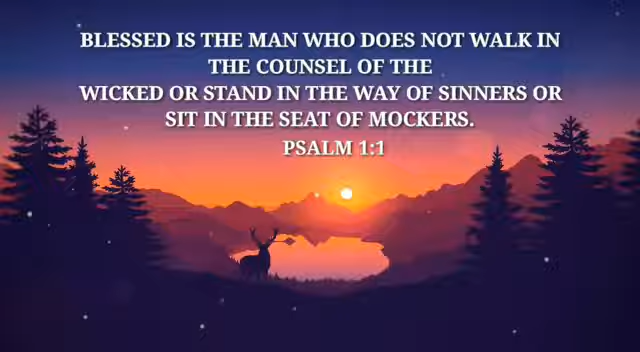 BLESSED IS THE MAN WHO DOES NOT WALK IN
THE COUNSEL OF THE
WICKED OR STAND IN THE WAY OF SINNERS OR
SIT IN THE SEAT OF MOCKERS.
PSALM 1:1